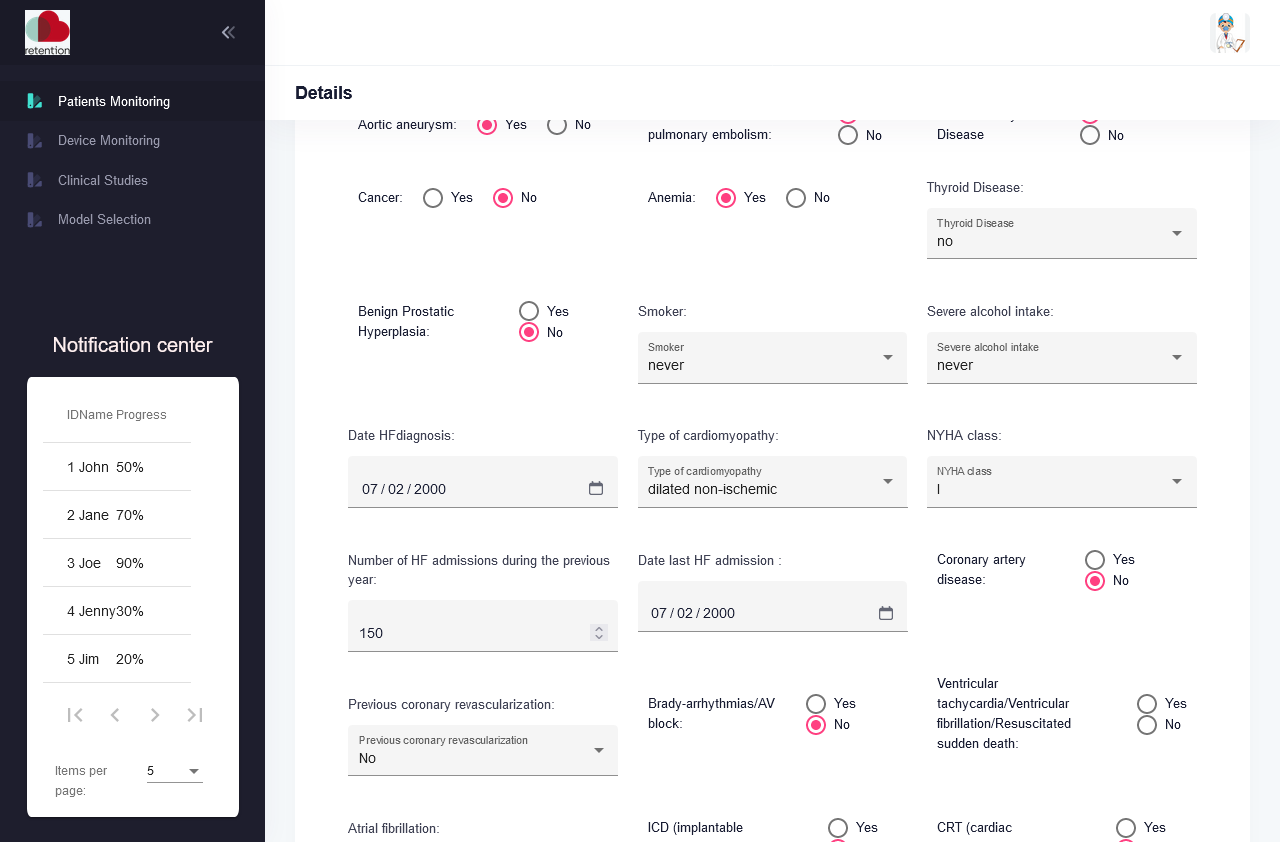 retention
Patients Monitoring
Device Monitoring
Clinical Studies
Model Selection
Notification center
ID Name Progress
1 John 50%
2 Jane 70%
3 Joe 90%
4 Jenny 30%
5 Jim 20%
Items per
page:
5
Details
Aortic aneurysm: Yes No
pulmonary embolism:
No
Disease
No
Cancer: Yes No
Anemia: Yes No
Thyroid Disease:
Thyroid Disease
no
Benign Prostatic
Hyperplasia:
Yes
No
Smoker:
Smoker
never
Severe alcohol intake:
Severe alcohol intake
never
Date HFdiagnosis:
07 / 02 / 2000
Type of cardiomyopathy:
Type of cardiomyopathy
dilated non-ischemic
NYHA class:
NYHA class
I
Number of HF admissions during the previous
year:
150
Date last HF admission :
07 / 02 / 2000
Coronary artery
disease:
Yes
No
Previous coronary revascularization:
Previous coronary revascularization
No
Brady-arrhythmias/AV
block:
Yes
No
Ventricular
tachycardia/Ventricular
fibrillation/Resuscitated
sudden death:
Yes
No
Atrial fibrillation:
ICD (implantable
Yes
CRT (cardiac
Yes